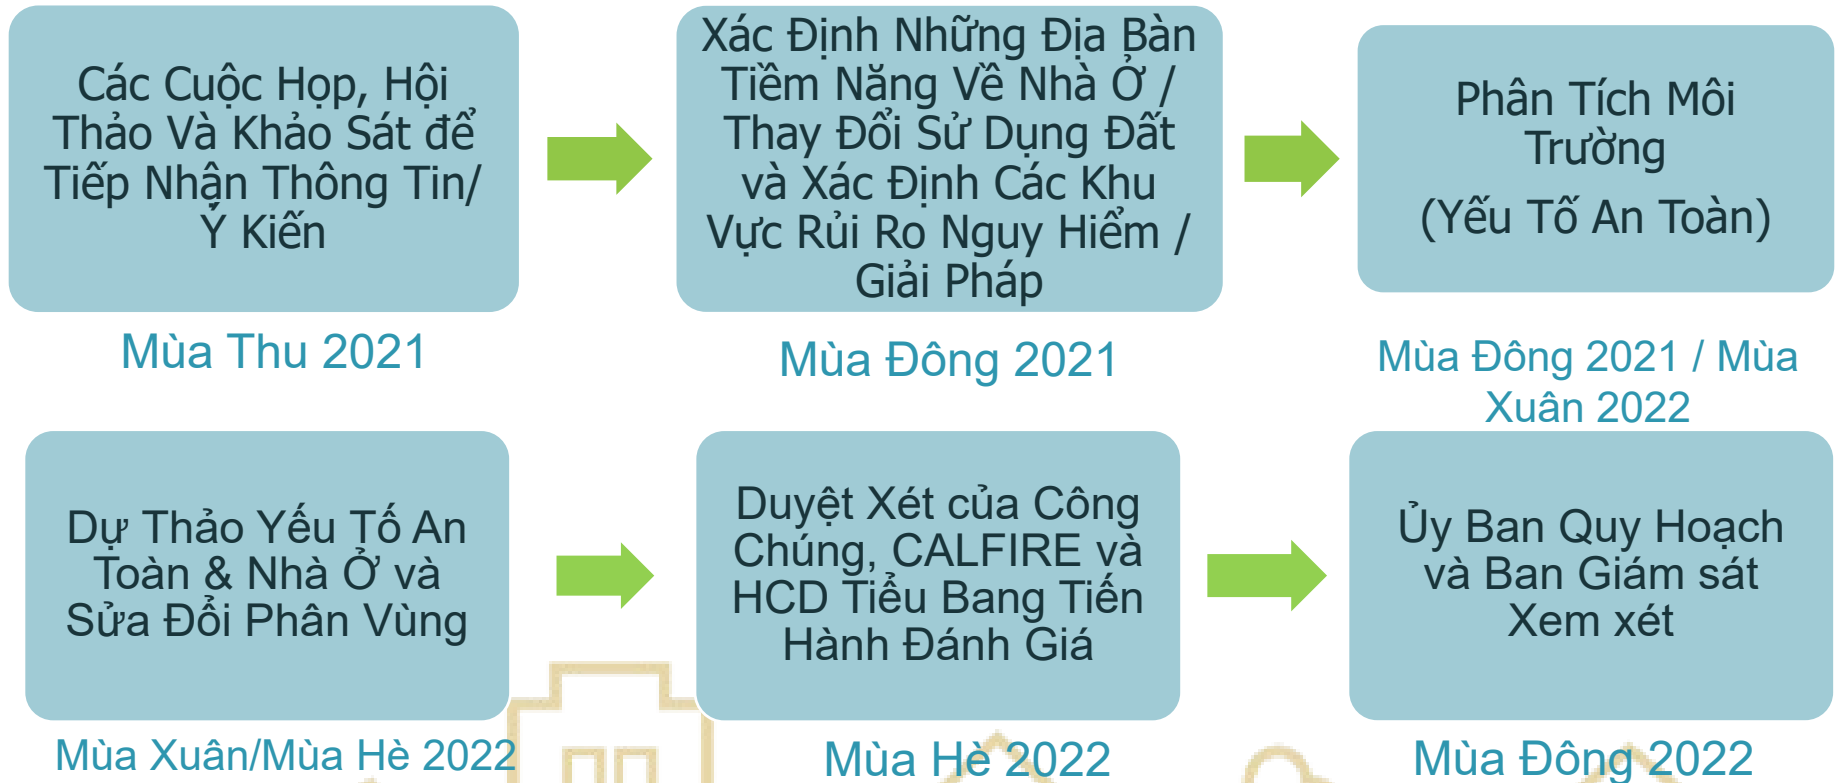 Các Cuộc Họp, Hội
Thảo Và Khảo Sát để
Tiếp Nhận Thông Tin/
Ý Kiến
Mùa Thu 2021
Xác Định Những Địa Bàn
Tiềm Năng Về Nhà Ở /
Thay Đổi Sử Dụng Đất
và Xác Định Các Khu
Vực Rủi Ro Nguy Hiểm /
Giải Pháp
Mùa Đông 2021
Phân Tích Môi
Trường
(Yếu Tố An Toàn)
Mùa Đông 2021 / Mùa
Xuân 2022
Dự Thảo Yếu Tố An
Toàn & Nhà Ở và
Sửa Đổi Phân Vùng
Mùa Xuân/Mùa Hè 2022
Duyệt Xét của Công
Chúng, CALFIRE và
HCD Tiểu Bang Tiến
Hành Đánh Giá
Mùa Hè 2022
Ủy Ban Quy Hoạch
và Ban Giám sát
Xem xét
Mùa Đông 2022